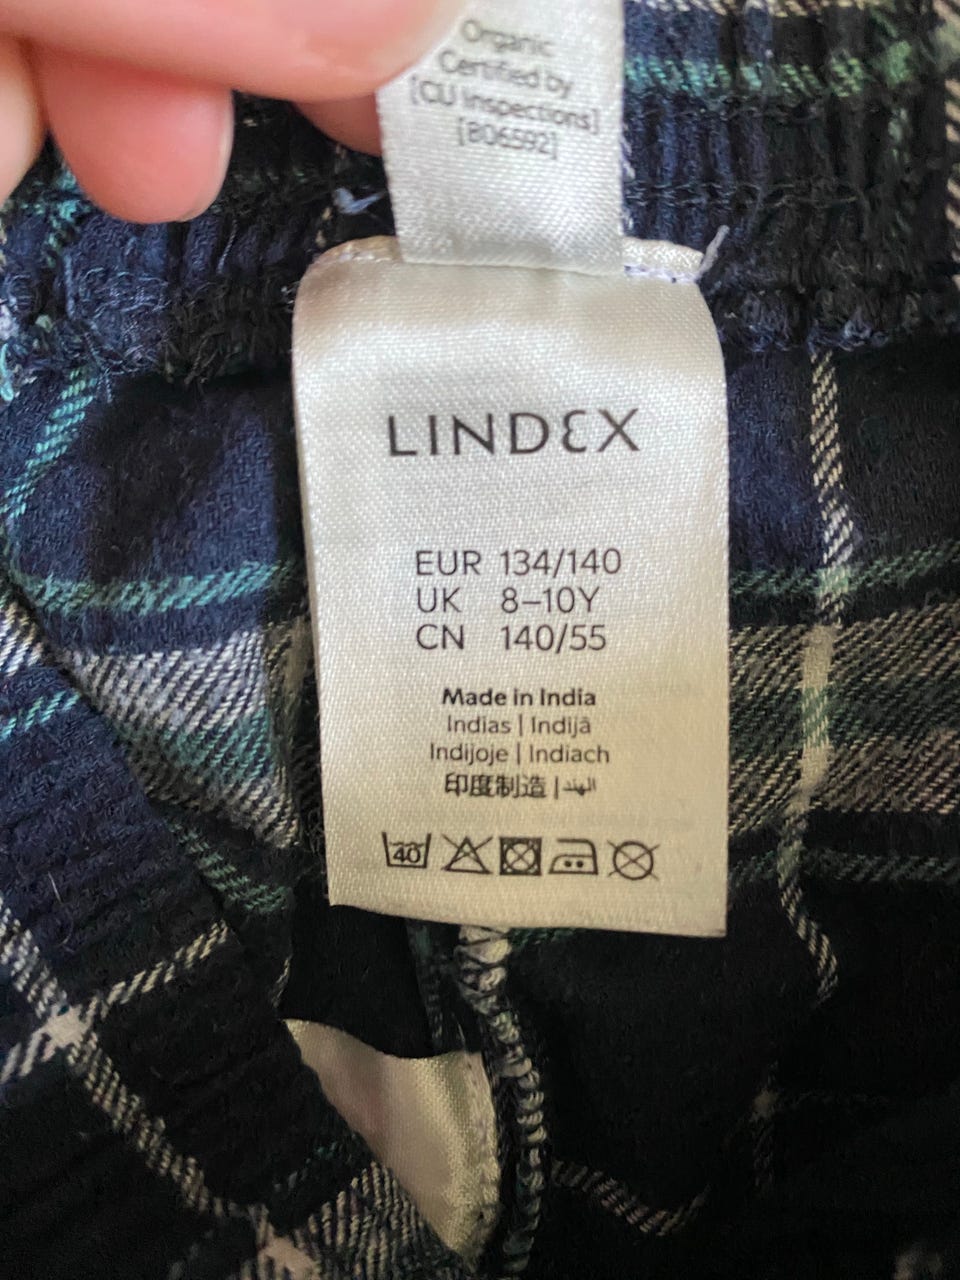 Organic
Certified by
[CU Inspections]
[806592]
LINDEX
EUR 134/140
UK 8–10Y
CN 140/55
Made in India
Indias | Indijā
Indijoje | Indiach
印度制造 | الهند
40